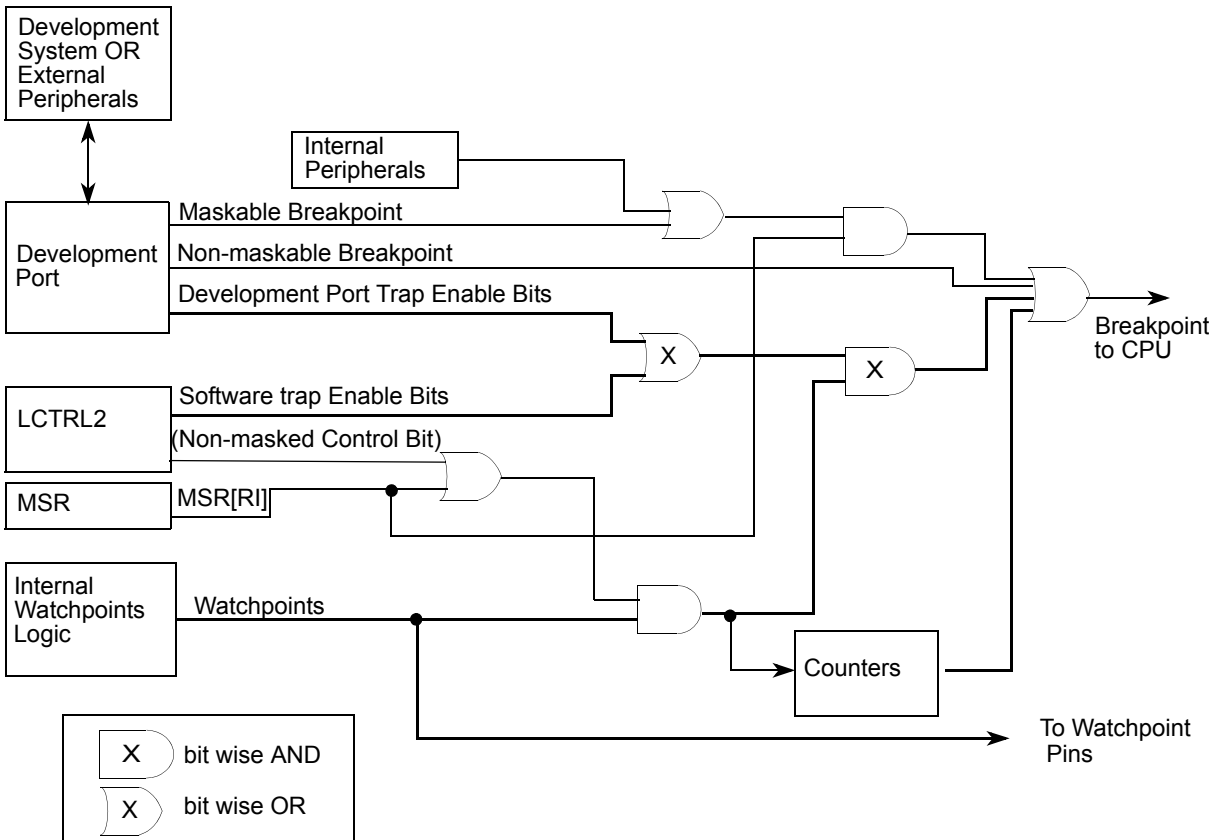 Development
System OR
External
Peripherals
Internal
Peripherals
Maskable Breakpoint
Development
Port
Non-maskable Breakpoint
Development Port Trap Enable Bits
Breakpoint
to CPU
X
X
LCTRL2
Software trap Enable Bits
(Non-masked Control Bit)
MSR
MSR[RI]
Internal
Watchpoints
Logic
Watchpoints
Counters
To Watchpoint
Pins
X bit wise AND
X bit wise OR